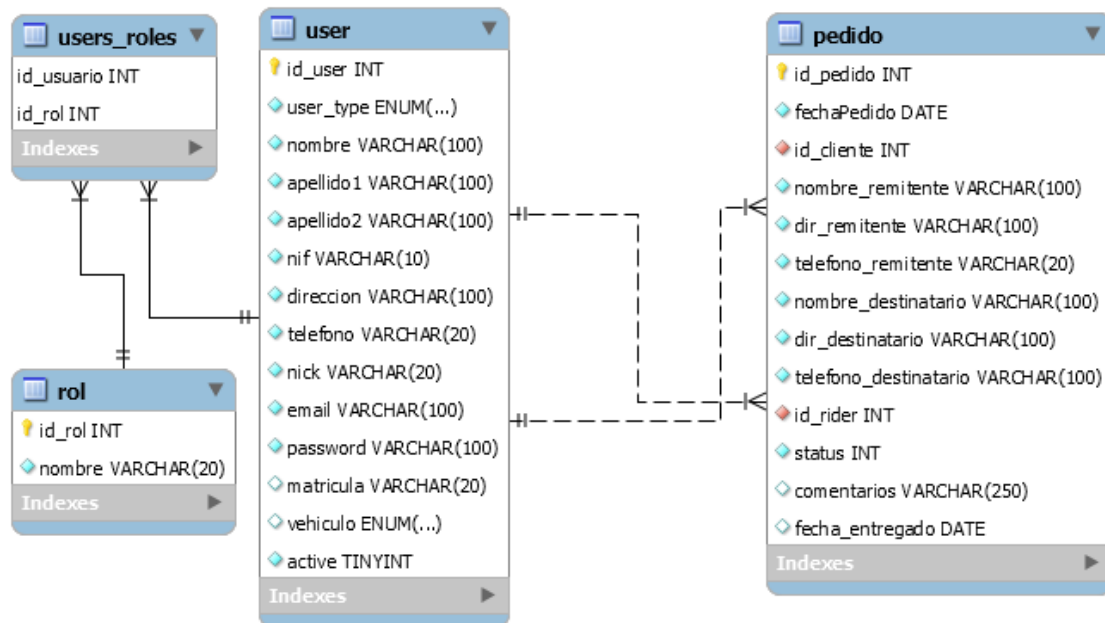 users_roles
id_usuario INT
id_rol INT
Indexes
rol
id_rol INT
nombre VARCHAR(20)
Indexes
user
id_user INT
user_type ENUM(...)
nombre VARCHAR(100)
apellido1 VARCHAR(100)
apellido2 VARCHAR(100)
nif VARCHAR(10)
direccion VARCHAR(100)
telefono VARCHAR(20)
nick VARCHAR(20)
email VARCHAR(100)
password VARCHAR(100)
matricula VARCHAR(20)
vehiculo ENUM(...)
active TINYINT
Indexes
pedido
id_pedido INT
fechaPedido DATE
id_cliente INT
nombre_remitente VARCHAR(100)
dir_remitente VARCHAR(100)
telefono_remitente VARCHAR(20)
nombre_destinatario VARCHAR(100)
dir_destinatario VARCHAR(100)
telefono_destinatario VARCHAR(100)
id_rider INT
status INT
comentarios VARCHAR(250)
fecha_entregado DATE
Indexes